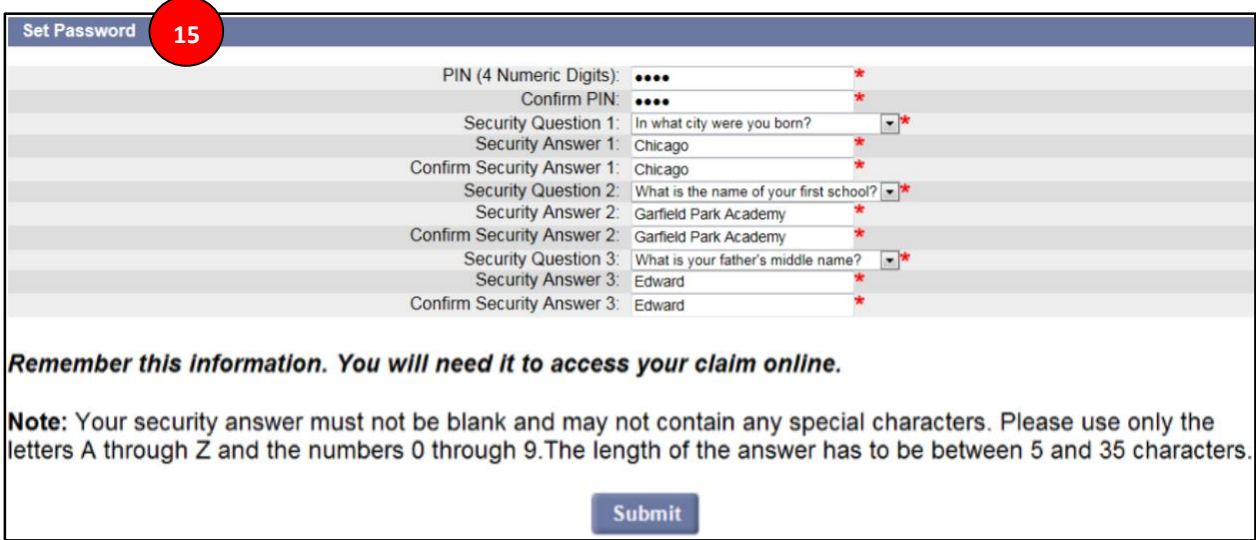 Set Password 15
PIN (4 Numeric Digits): •••• *
Confirm PIN: •••• *
Security Question 1: In what city were you born? *
Security Answer 1: Chicago *
Confirm Security Answer 1: Chicago *
Security Question 2: What is the name of your first school? *
Security Answer 2: Garfield Park Academy *
Confirm Security Answer 2: Garfield Park Academy *
Security Question 3: What is your father's middle name? *
Security Answer 3: Edward *
Confirm Security Answer 3: Edward *
Remember this information. You will need it to access your claim online.
Note: Your security answer must not be blank and may not contain any special characters. Please use only the
letters A through Z and the numbers 0 through 9.The length of the answer has to be between 5 and 35 characters.
Submit